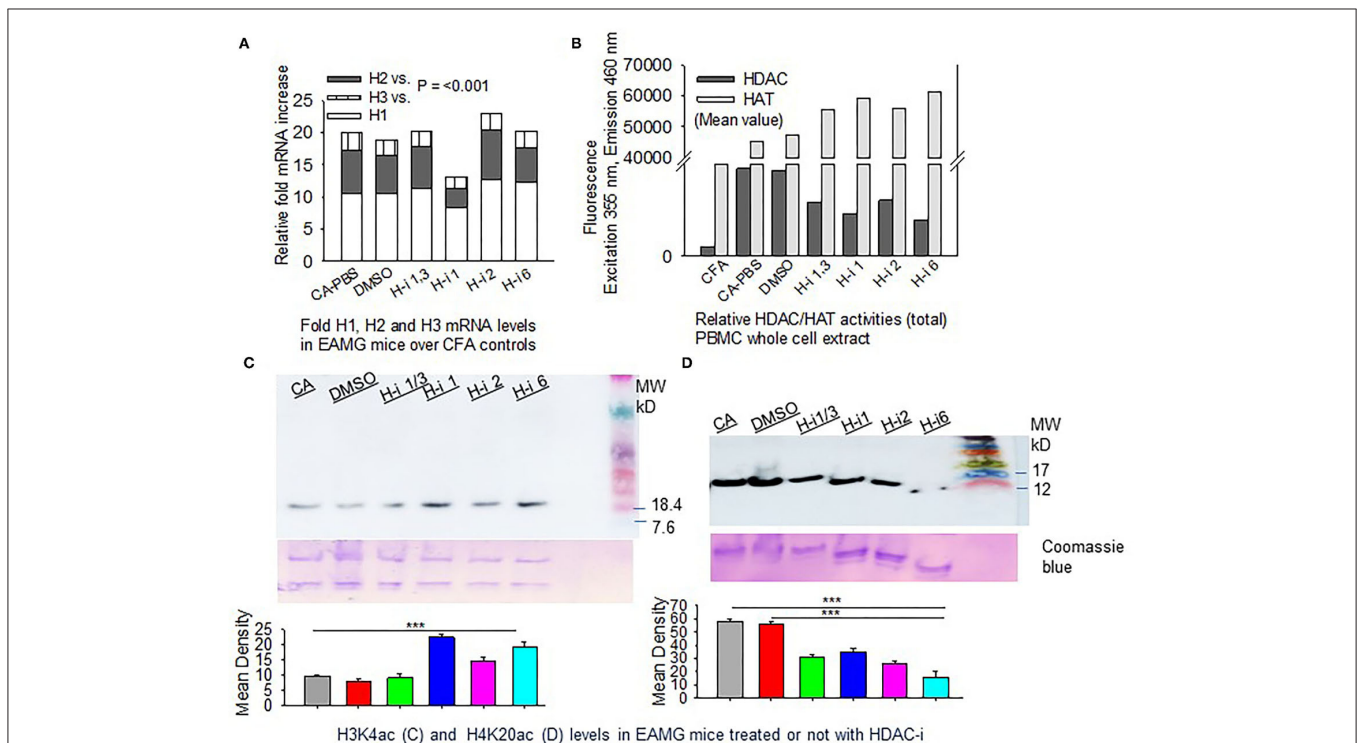 A
H2 vs.
H3 vs.
H1
P = <0.001
Relative fold mRNA increase
25
20
15
10
5
0
CA-PBS
DMSO
H-i 1,3
H-i 1
H-i 2
H-i 6
Fold H1, H2 and H3 mRNA levels
in EAMG mice over CFA controls
B
HDAC
HAT
(Mean value)
Fluorescence
Excitation 355 nm, Emission 460 nm
70000
60000
50000
40000
0
CFA
CA-PBS
DMSO
H-i 1,3
H-i 1
H-i 2
H-i 6
Relative HDAC/HAT activities (total)
PBMC whole cell extract
C
CA
DMSO
H-i 1/3
H-i 1
H-i 2
H-i 6
MW
kD
18.4
7.6
Mean Density
25
20
15
10
5
0
***
D
CA
DMSO
H-i1/3
H-i1
H-i2
H-i6
MW
kD
17
12
Coomassie
blue
Mean Density
70
60
50
40
30
20
10
0
***
***
H3K4ac (C) and H4K20ac (D) levels in EAMG mice treated or not with HDAC-i